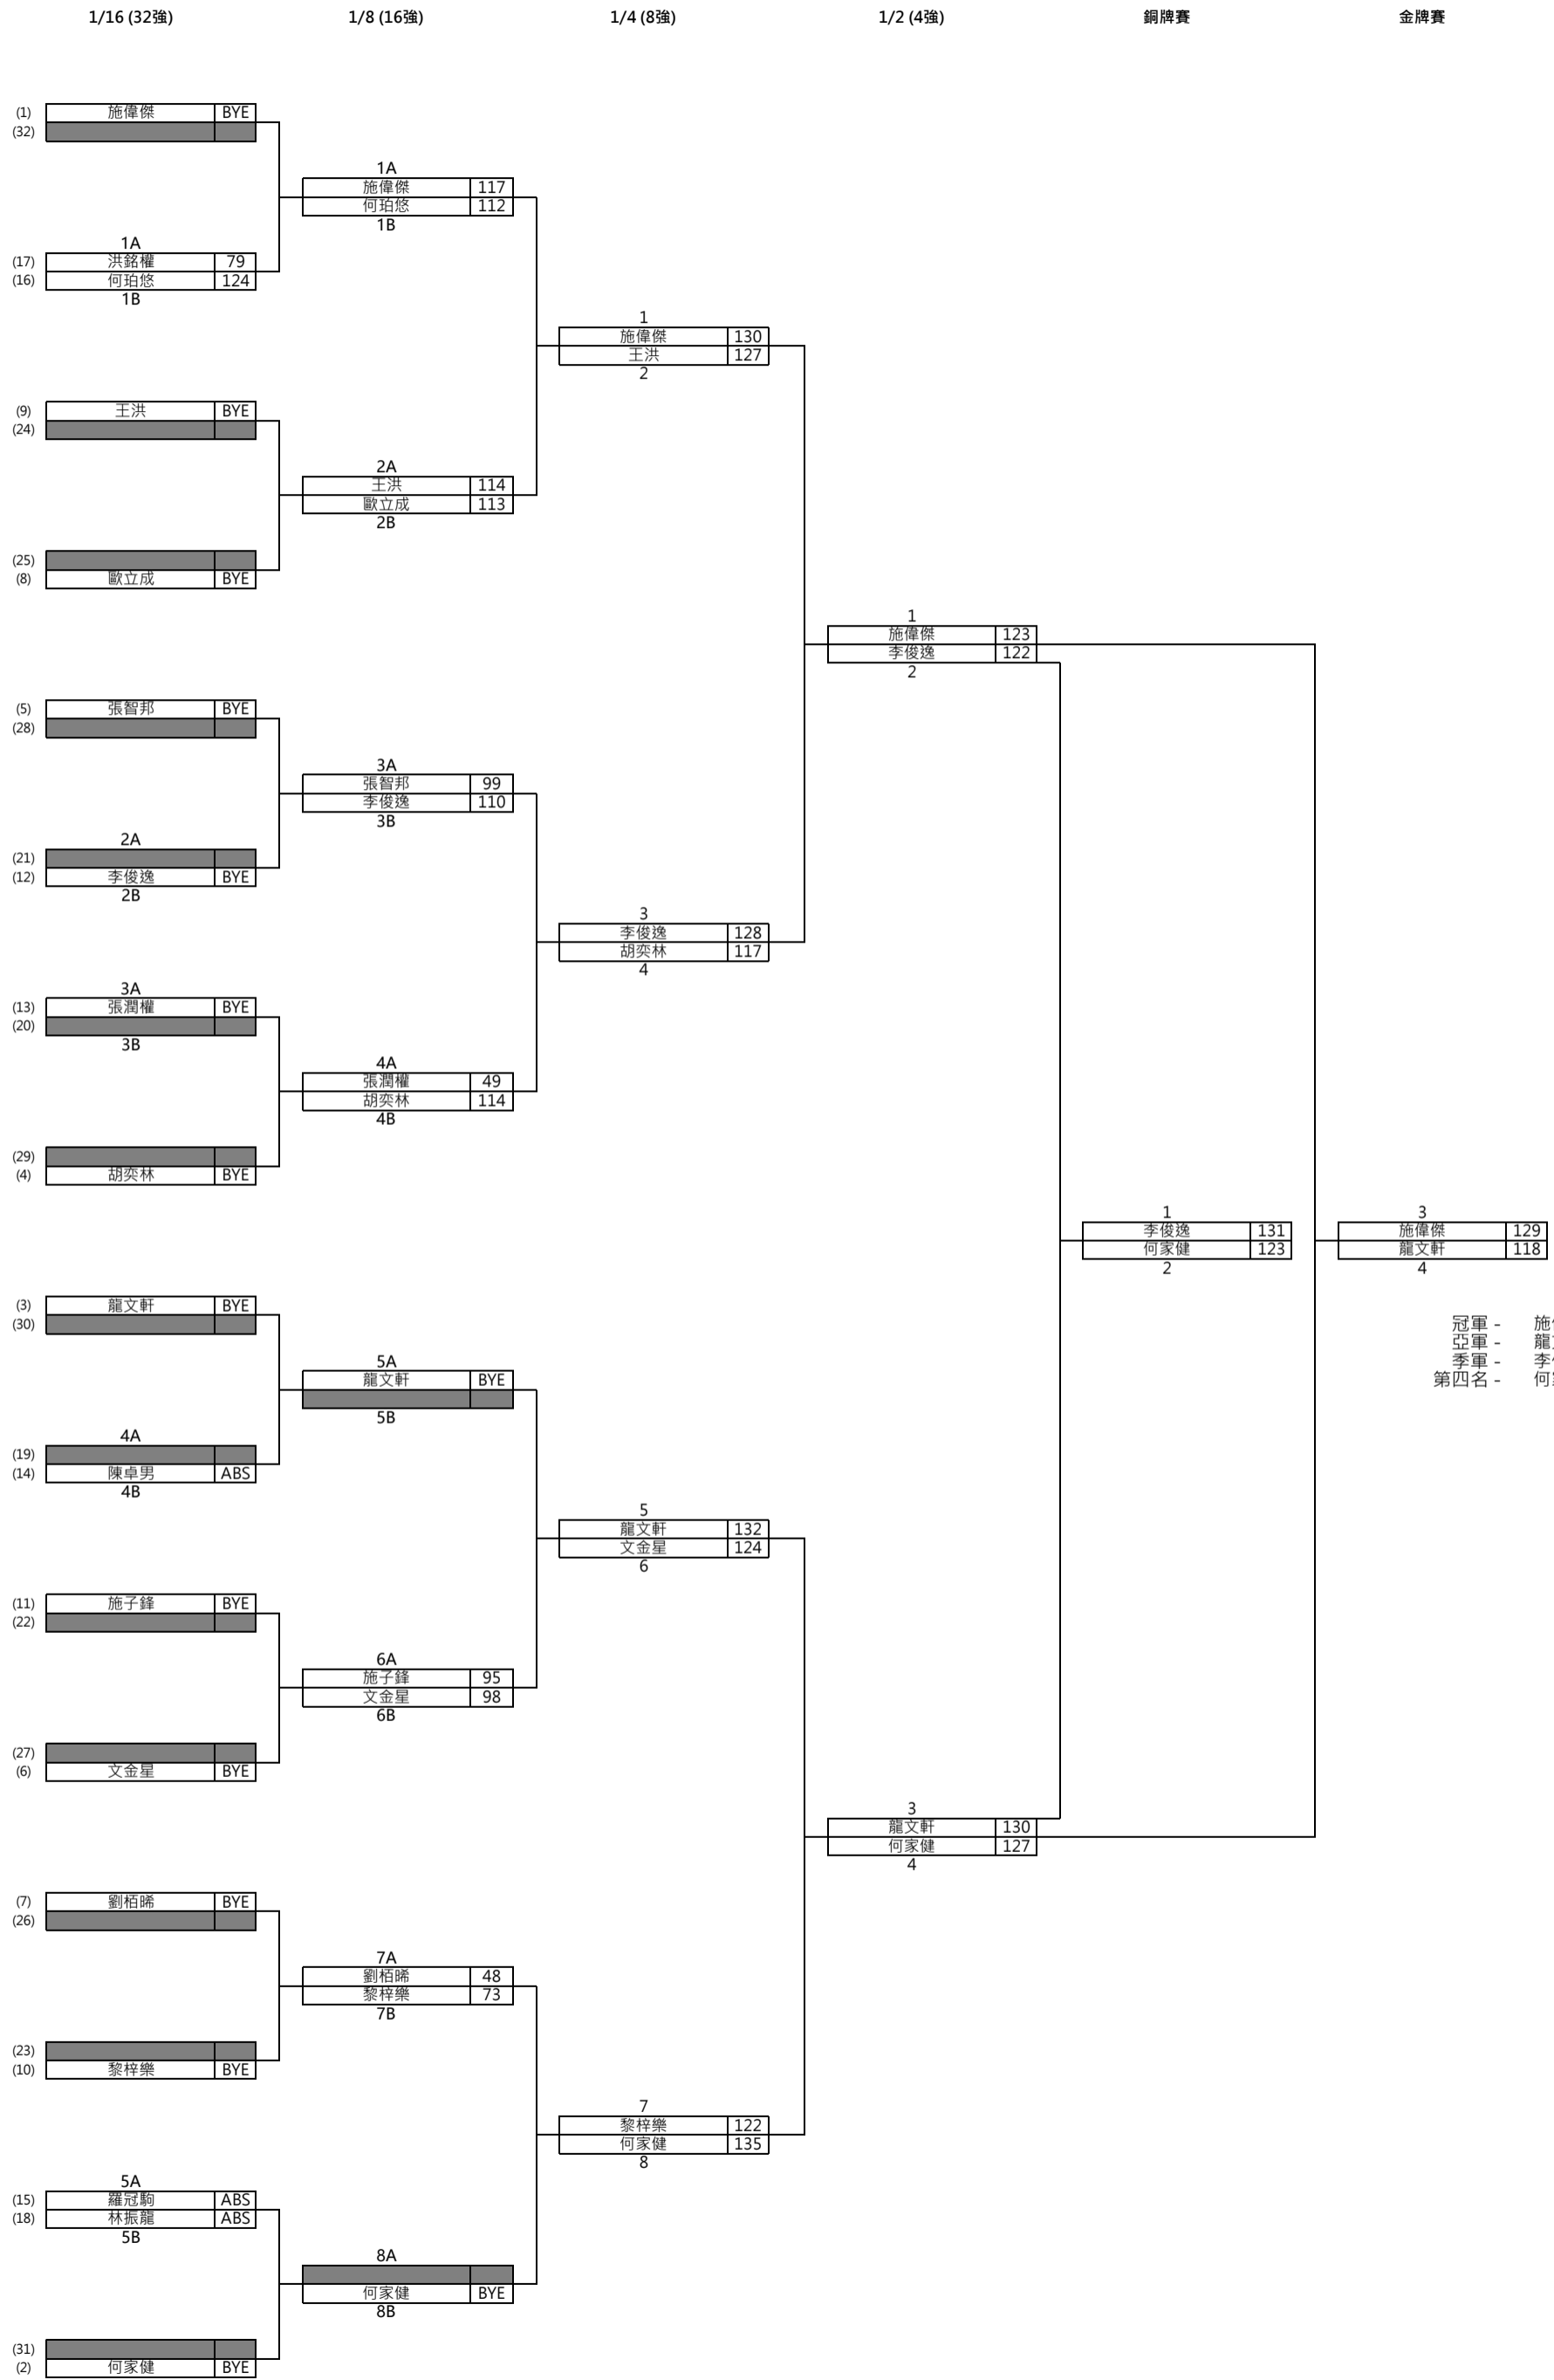 1/16 (32強) 1/8 (16強) 1/4 (8強) 1/2 (4強) 銅牌賽 金牌賽
(1) 施偉傑 BYE
(32)
1A
施偉傑 117
何珀悠 112
1B
1A
(17) 洪銘權 79
(16) 何珀悠 124
1B
1
施偉傑 130
王洪 127
2
(9) 王洪 BYE
(24)
2A
王洪 114
歐立成 113
2B
(25)
(8) 歐立成 BYE
1
施偉傑 123
李俊逸 122
2
(5) 張智邦 BYE
(28)
3A
張智邦 99
李俊逸 110
3B
2A
(21)
(12) 李俊逸 BYE
2B
3
李俊逸 128
胡奕林 117
4
3A
(13) 張潤權 BYE
(20)
3B
4A
張潤權 49
胡奕林 114
4B
(29)
(4) 胡奕林 BYE
1
李俊逸 131
何家健 123
2
3
施偉傑 129
龍文軒 118
4
(3) 龍文軒 BYE
(30)
冠軍 - 施
亞軍 - 龍
季軍 - 李
第四名 - 何
5A
龍文軒 BYE
5B
4A
(19)
(14) 陳卓男 ABS
4B
5
龍文軒 132
文金星 124
6
(11) 施子鋒 BYE
(22)
6A
施子鋒 95
文金星 98
6B
(27)
(6) 文金星 BYE
3
龍文軒 130
何家健 127
4
(7) 劉栢晞 BYE
(26)
7A
劉栢晞 48
黎梓樂 73
7B
(23)
(10) 黎梓樂 BYE
7
黎梓樂 122
何家健 135
8
5A
(15) 羅冠駒 ABS
(18) 林振龍 ABS
5B
8A
何家健 BYE
8B
(31)
(2) 何家健 BYE